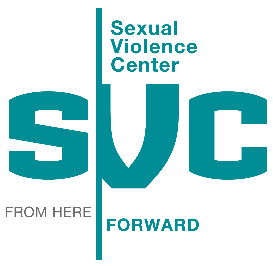 Sexual
Violence
Center
SVC
FROM HERE
FORWARD